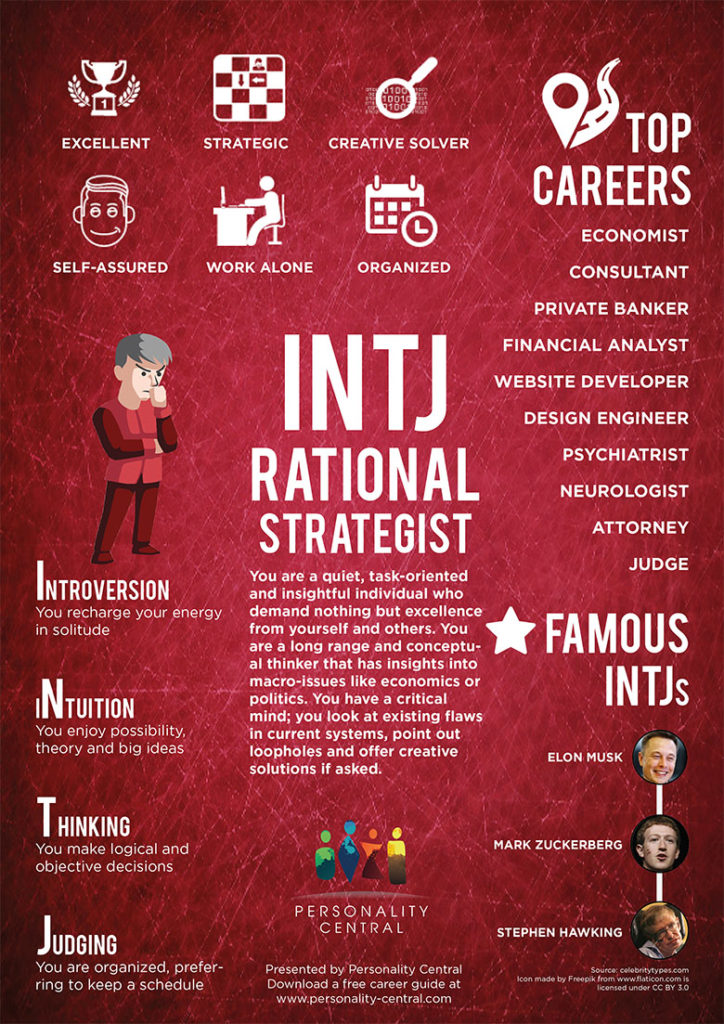 EXCELLENT
STRATEGIC
CREATIVE SOLVER
SELF-ASSURED
WORK ALONE
ORGANIZED
TOP
CAREERS
ECONOMIST
CONSULTANT
PRIVATE BANKER
FINANCIAL ANALYST
WEBSITE DEVELOPER
DESIGN ENGINEER
PSYCHIATRIST
NEUROLOGIST
ATTORNEY
JUDGE
INTJ
RATIONAL
STRATEGIST
You are a quiet, task-oriented
and insightful individual who
demand nothing but excellence
from yourself and others. You
are a long range and conceptu-
al thinker that has insights into
macro-issues like economics or
politics. You have a critical
mind; you look at existing flaws
in current systems, point out
loopholes and offer creative
solutions if asked.
INTROVERSION
You recharge your energy
in solitude
iNTUITION
You enjoy possibility,
theory and big ideas
THINKING
You make logical and
objective decisions
JUDGING
You are organized, prefer-
ring to keep a schedule
FAMOUS
INTJs
ELON MUSK
MARK ZUCKERBERG
STEPHEN HAWKING
PERSONALITY
CENTRAL
Presented by Personality Central
Download a free career guide at
www.personality-central.com
Source: celebritytypes.com
Icon made by Freepik from www.flaticon.com is
licensed under CC BY 3.0